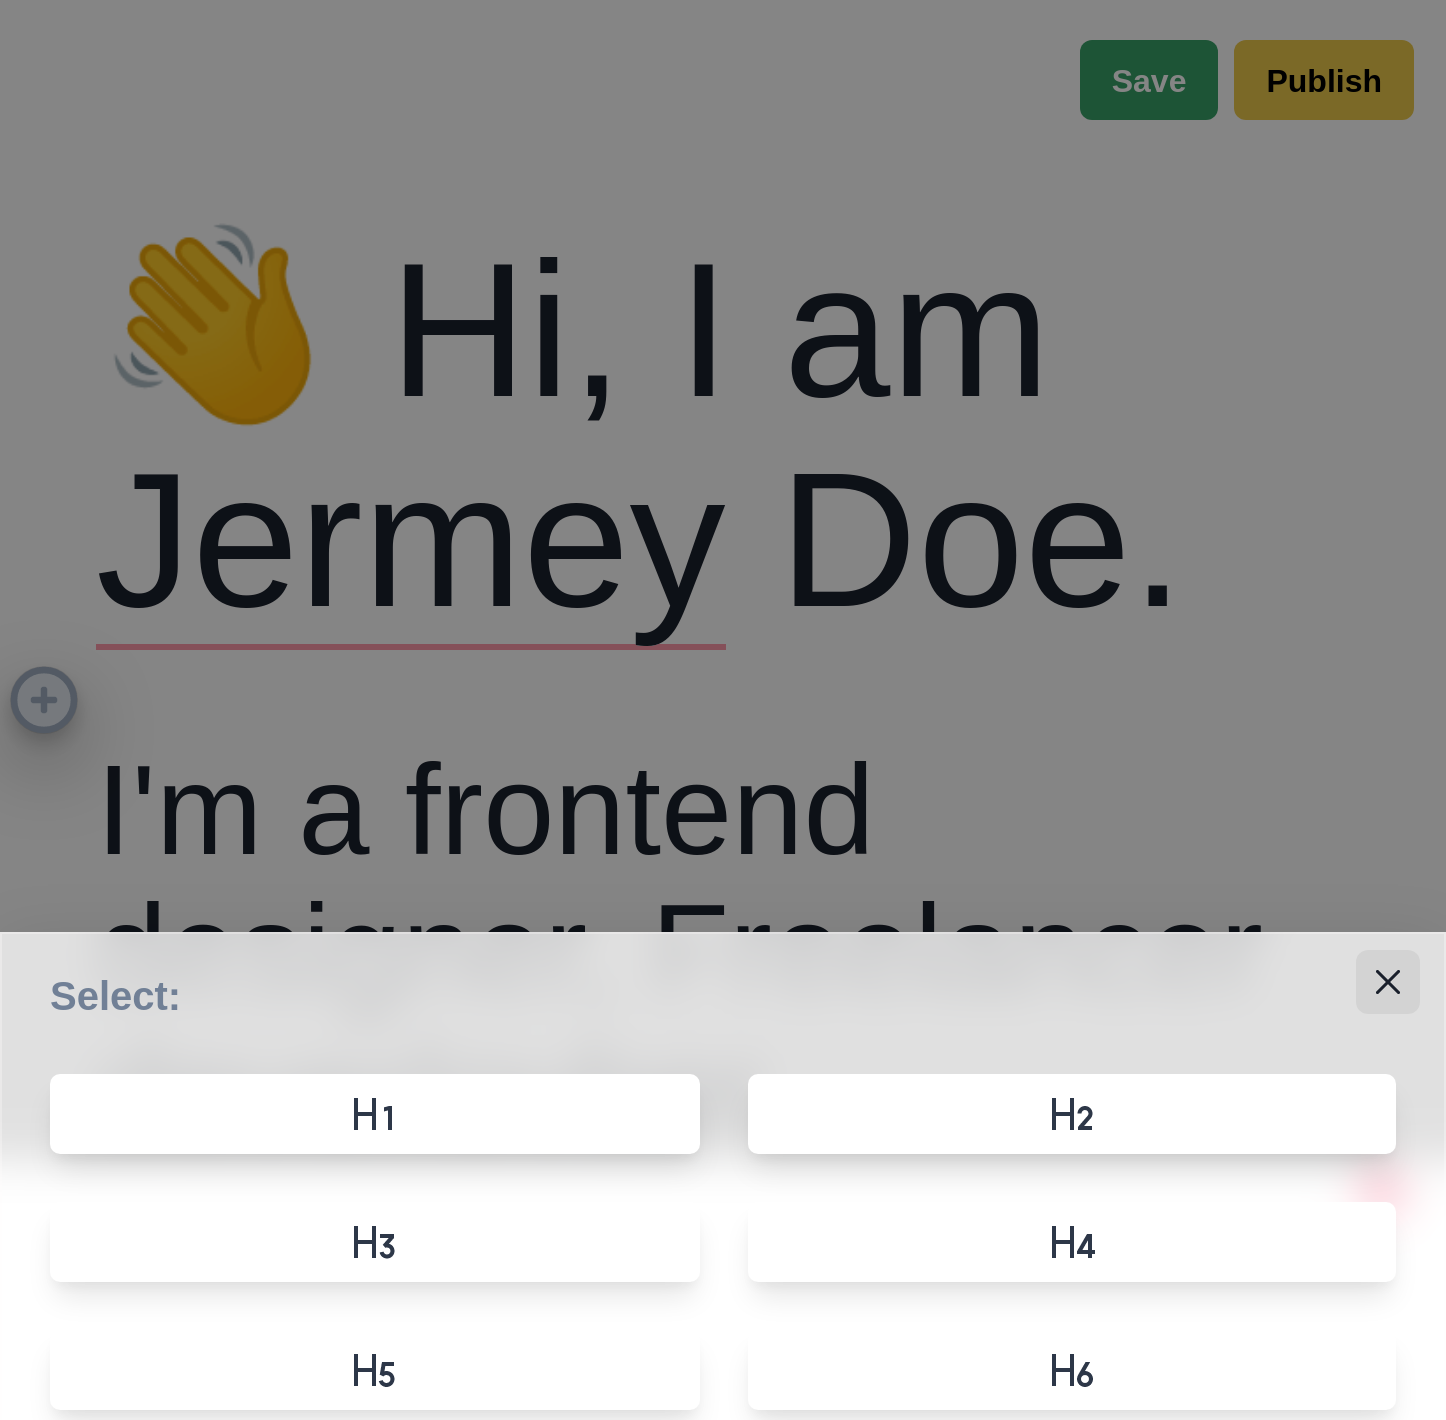 Save Publish
👋 Hi, I am
Jermey Doe.
I'm a frontend
designer. Freelancer
Select:
H1 H2
H3 H4
H5 H6